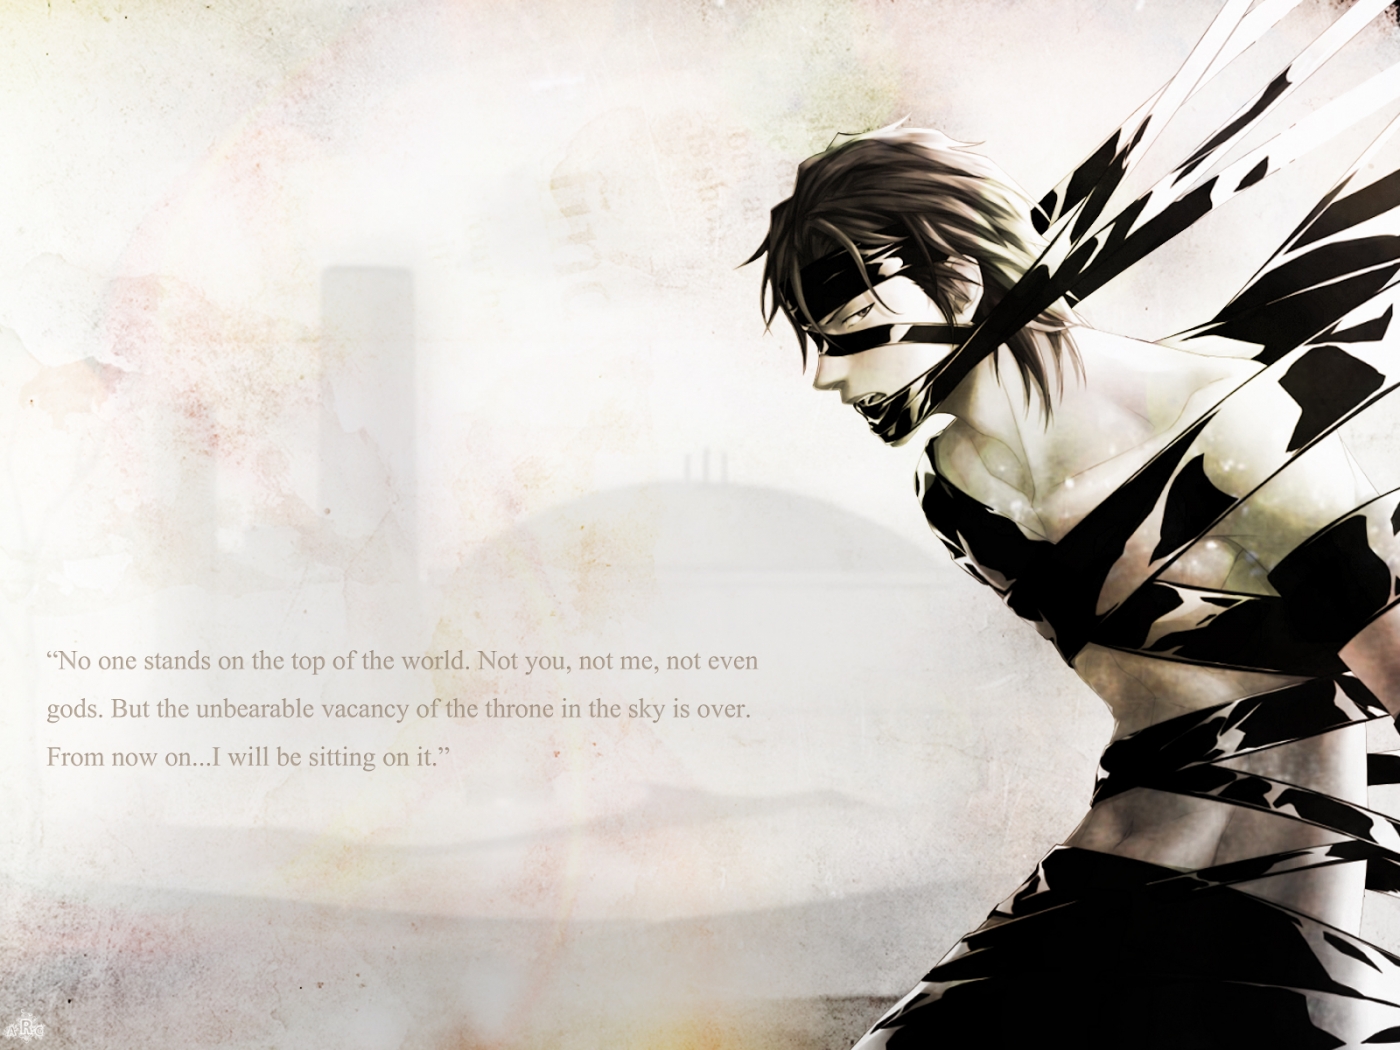 “No one stands on the top of the world. Not you, not me, not even
gods. But the unbearable vacancy of the throne in the sky is over.
From now on...I will be sitting on it.”